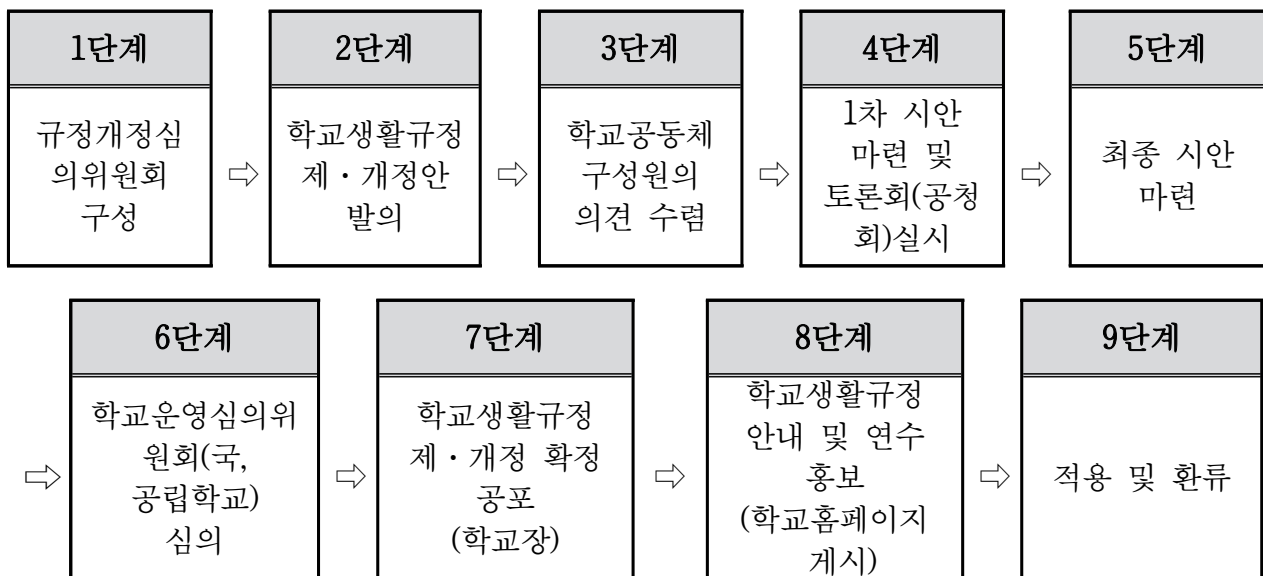 1단계
규정개정심
의위원회
구성
⇨
2단계
학교생활규정
제・개정안
발의
⇨
3단계
학교공동체
구성원의
의견 수렴
⇨
4단계
1차 시안
마련 및
토론회(공청
회)실시
⇨
5단계
최종 시안
마련
⇨
6단계
학교운영심의위
원회(국,
공립학교)
심의
⇨
7단계
학교생활규정
제・개정 확정
공포
(학교장)
⇨
8단계
학교생활규정
안내 및 연수
홍보
(학교홈페이지
게시)
⇨
9단계
적용 및 환류